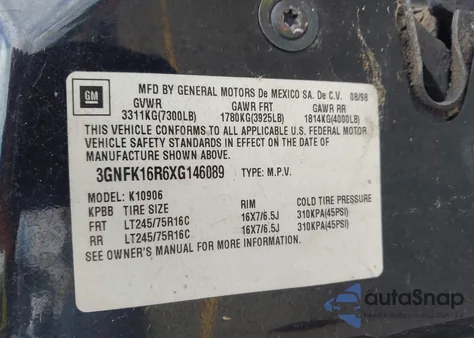 GM
MFD BY GENERAL MOTORS De MEXICO SA. De C.V. 08/98
GVWR GAWR FRT GAWR RR
3311KG(7300LB) 1780KG(3925LB) 1814KG(4000LB)
THIS VEHICLE CONFORMS TO ALL APPLICABLE U.S. FEDERAL MOTOR
VEHICLE SAFETY STANDARDS IN EFFECT ON THE DATE OF
MANUFACTURE SHOWN ABOVE.
3GNFK16R6XG146089 TYPE: M.P.V.
MODEL: K10906
KPBB TIRE SIZE RIM COLD TIRE PRESSURE
FRT LT245/75R16C 16X7/6.5J 310KPA(45PSI)
RR LT245/75R16C 16X7/6.5J 310KPA(45PSI)
SEE OWNER'S MANUAL FOR MORE INFORMATION.
autoSnap